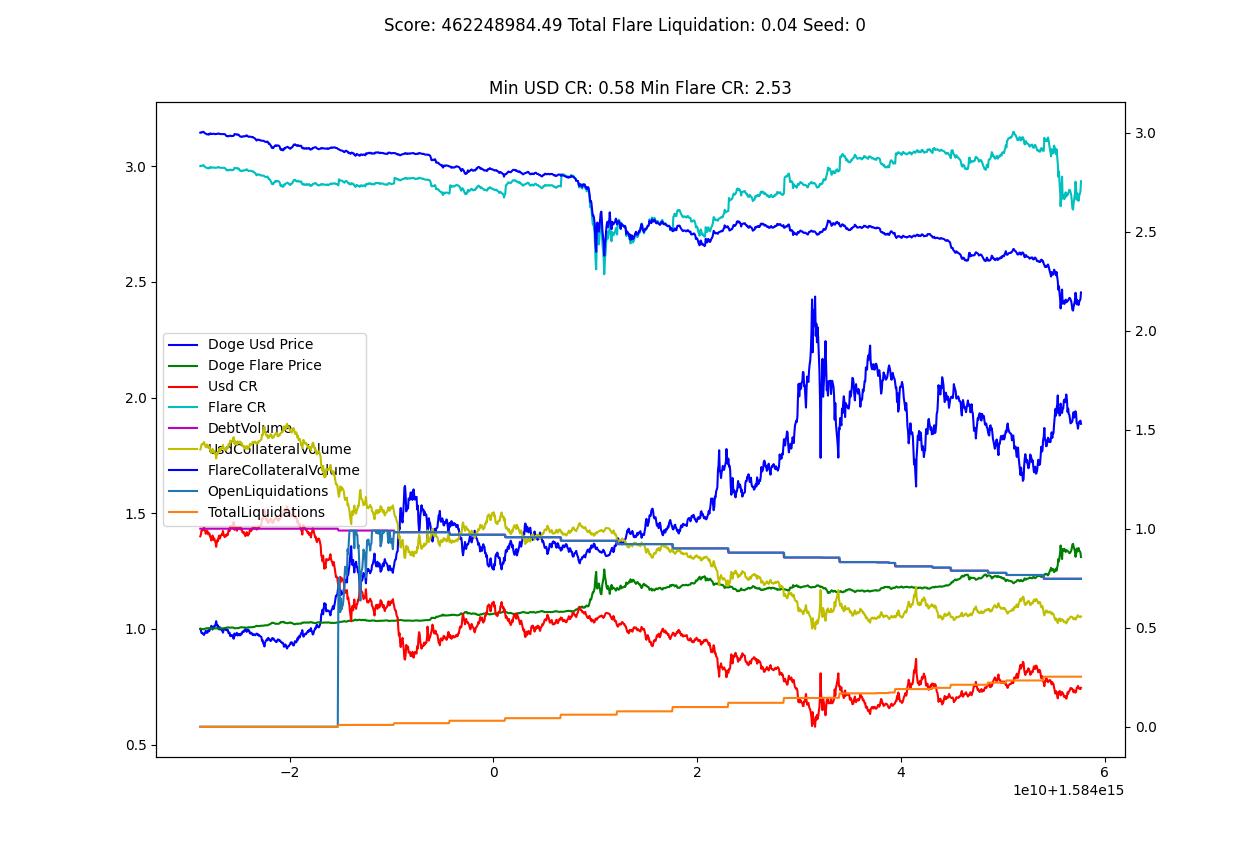 Score: 462248984.49 Total Flare Liquidation: 0.04 Seed: 0
Min USD CR: 0.58 Min Flare CR: 2.53
3.0
2.5
2.0
1.5
1.0
0.5
Doge Usd Price
Doge Flare Price
Usd CR
Flare CR
DebtVolume
UsdCollateralVolume
FlareCollateralVolume
OpenLiquidations
TotalLiquidations
3.0
2.5
2.0
1.5
1.0
0.5
0.0
−2 0 2 4 6
1e10+1.584e15